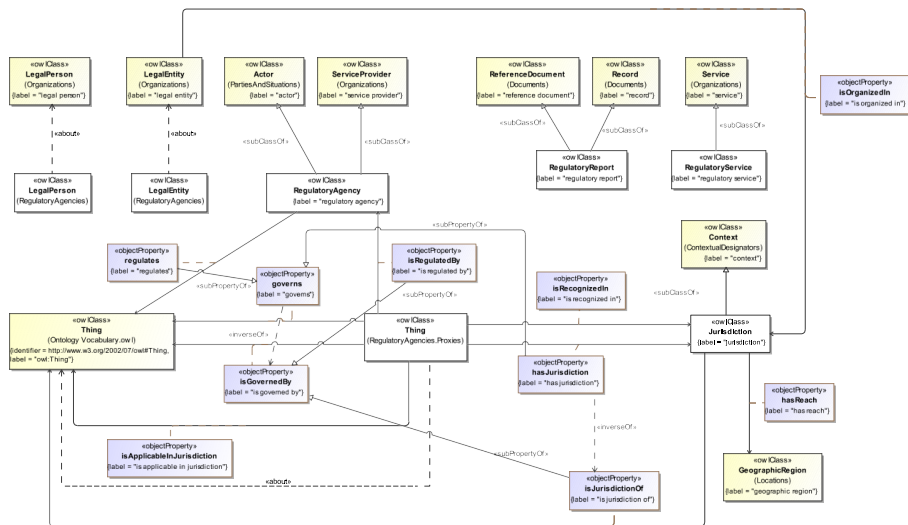 «owlClass»
LegalPerson
(Organizations)
{label = "legal person"}
«owlClass»
LegalEntity
(Organizations)
{label = "legal entity"}
«owlClass»
Actor
(PartiesAndSituations)
{label = "actor"}
«owlClass»
ServiceProvider
(Organizations)
{label = "service provider"}
«owlClass»
ReferenceDocument
(Documents)
{label = "reference document"}
«owlClass»
Record
(Documents)
{label = "record"}
«owlClass»
Service
(Organizations)
{label = "service"}
«objectProperty»
isOrganizedIn
{label = "is organized in"}
«about»
«about»
«subClassOf»
«subClassOf»
«subClassOf»
«subClassOf»
«owlClass»
LegalPerson
(RegulatoryAgencies)
«owlClass»
LegalEntity
(RegulatoryAgencies)
«owlClass»
RegulatoryAgency
{label = "regulatory agency"}
«owlClass»
RegulatoryReport
{label = "regulatory report"}
«owlClass»
RegulatoryService
{label = "regulatory service"}
«subPropertyOf»
«owlClass»
Context
(ContextualDesignators)
{label = "context"}
«objectProperty»
regulates
{label = "regulates"}
«objectProperty»
governs
{label = "governs"}
«objectProperty»
isRegulatedBy
{label = "is regulated by"}
«objectProperty»
isRecognizedIn
{label = "is recognized in"}
«subPropertyOf»
«subPropertyOf»
«subClassOf»
«owlClass»
Thing
(Ontology Vocabulary.owl)
{identifier = http://www.w3.org/2002/07/owl#Thing,
label = "owl:Thing"}
«inverseOf»
«owlClass»
Thing
(RegulatoryAgencies.Proxies)
«owlClass»
Jurisdiction
{label = "jurisdiction"}
«objectProperty»
isGovernedBy
{label = "is governed by"}
«objectProperty»
hasJurisdiction
{label = "has jurisdiction"}
«objectProperty»
hasReach
{label = "has reach"}
«inverseOf»
«objectProperty»
isApplicableInJurisdiction
{label = "is applicable in jurisdiction"}
«subPropertyOf»
«owlClass»
GeographicRegion
(Locations)
{label = "geographic region"}
«about»
«objectProperty»
isJurisdictionOf
{label = "is jurisdiction of"}